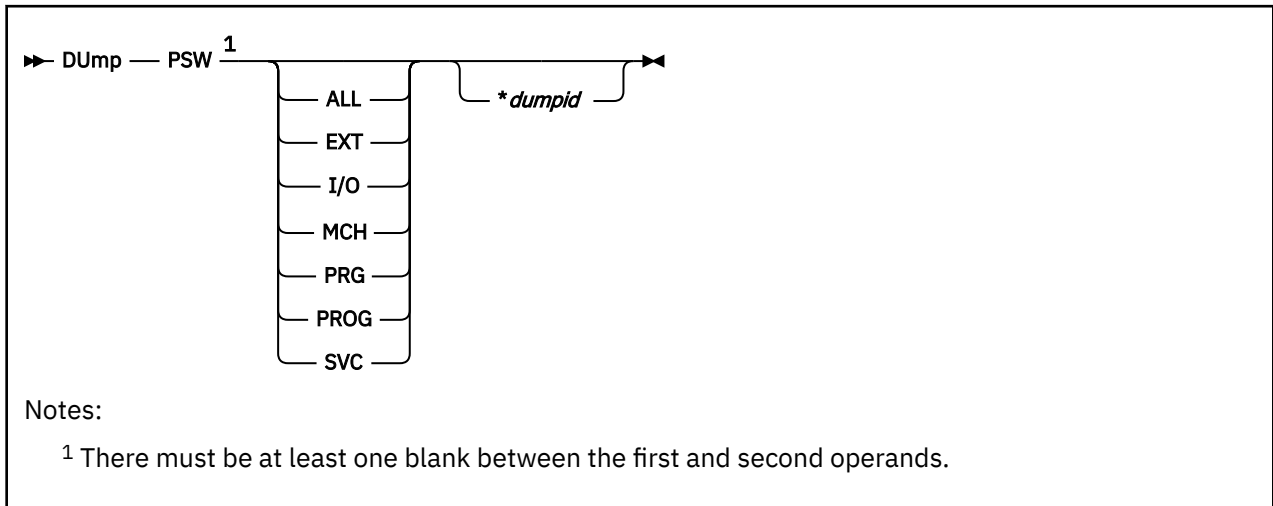 DUmp PSW 1
ALL
* dumpid
EXT
I/O
MCH
PRG
PROG
SVC
Notes:
1 There must be at least one blank between the first and second operands.